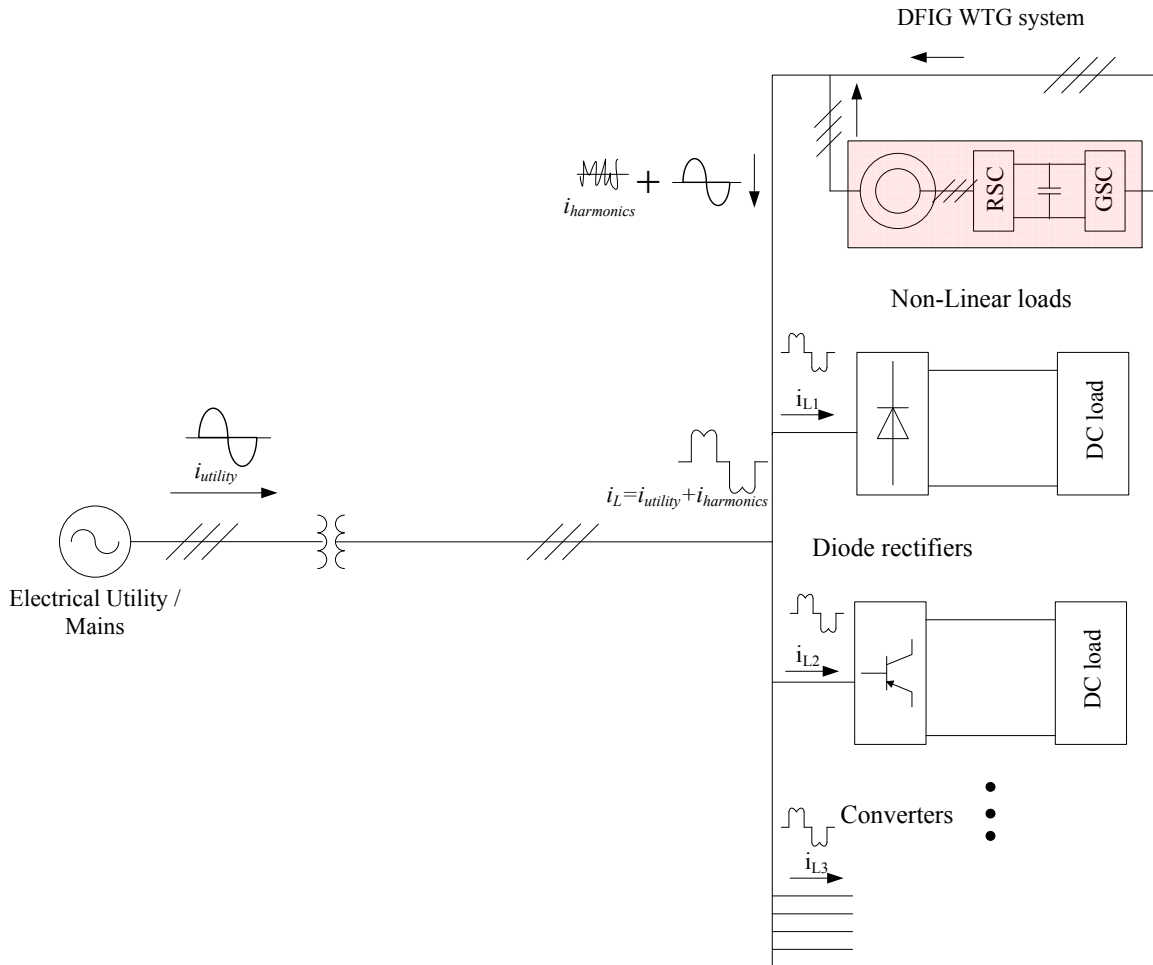 DFIG WTG system
RSC
GSC
+
i_harmonics
Non-Linear loads
i_L1
DC load
i_utility
i_L=i_utility+i_harmonics
Diode rectifiers
Electrical Utility /
Mains
i_L2
DC load
Converters
i_L3